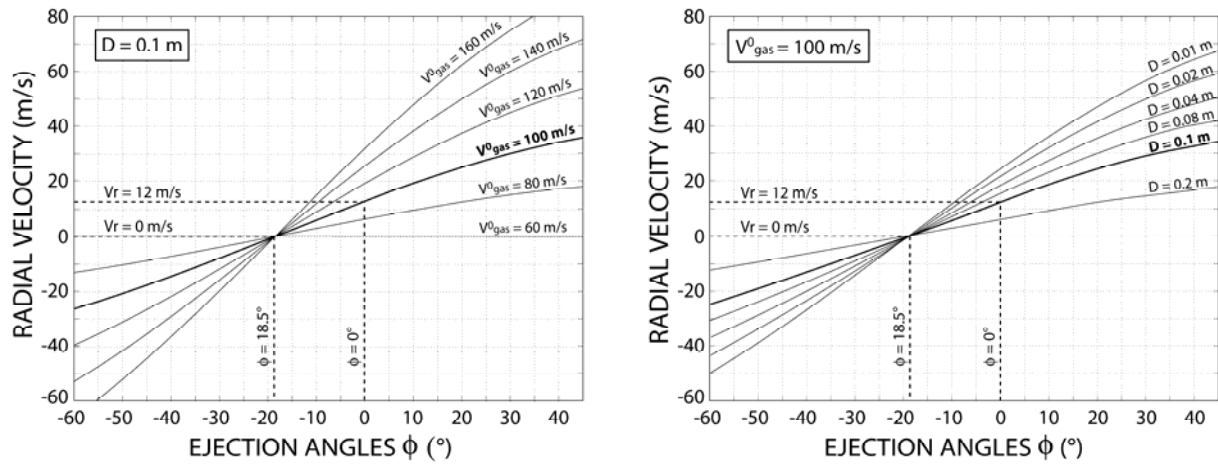 D = 0.1 m
RADIAL VELOCITY (m/s)
80
60
40
20
0
-20
-40
-60
V⁰gas = 160 m/s
V⁰gas = 140 m/s
V⁰gas = 120 m/s
V⁰gas = 100 m/s
V⁰gas = 80 m/s
V⁰gas = 60 m/s
Vr = 12 m/s
Vr = 0 m/s
ϕ = 18.5°
ϕ = 0°
-60 -50 -40 -30 -20 -10 0 10 20 30 40
EJECTION ANGLES ϕ (°)
V⁰gas = 100 m/s
RADIAL VELOCITY (m/s)
80
60
40
20
0
-20
-40
-60
D = 0.01 m
D = 0.02 m
D = 0.04 m
D = 0.08 m
D = 0.1 m
D = 0.2 m
Vr = 12 m/s
Vr = 0 m/s
ϕ = 18.5°
ϕ = 0°
-60 -50 -40 -30 -20 -10 0 10 20 30 40
EJECTION ANGLES ϕ (°)